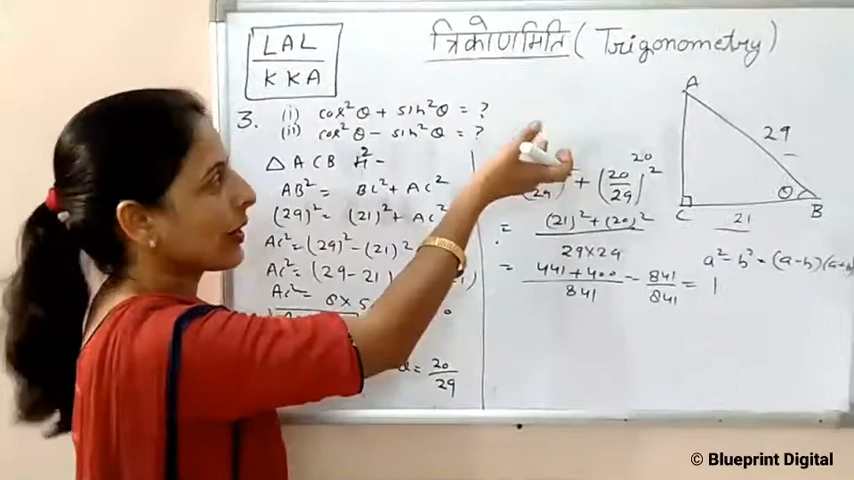 त्रिकोणमिति (Trigonometry)
LAL
KKA
3. (i) cos²θ + sin²θ = ?
(ii) cos²θ − sin²θ = ?
△ACB में −
AB² = BC² + AC²
(29)² = (21)² + AC²
AC² = (29)² − (21)²
AC² = (29 − 21)
AC² = 8 × 5
= 20/29
+ (20/29)²
20
= (21)² + (20)² / 29×29
= 441 + 400 / 841 = 841/841 = 1
A
29
θ
C
21
B
a² − b² = (a−b)(a+b)
© Blueprint Digital